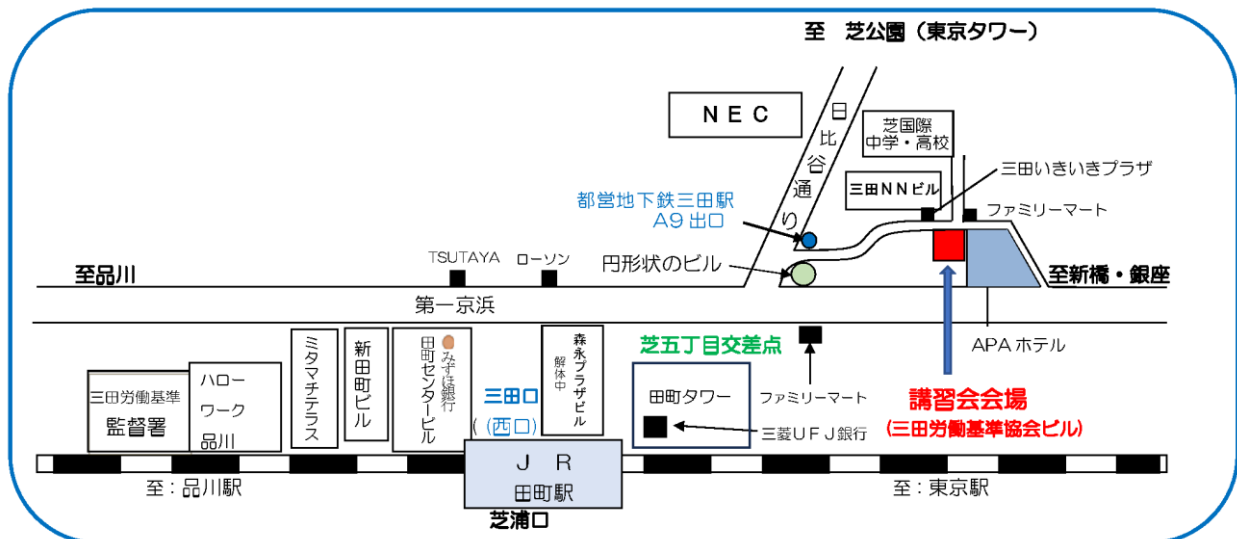 至 芝公園（東京タワー）
ＮＥＣ
日比谷通り
芝国際
中学・高校
三田いきいきプラザ
三田ＮＮビル
ファミリーマート
都営地下鉄三田駅
A9 出口
円形状のビル
TSUTAYA
ローソン
至品川
至新橋・銀座
第一京浜
芝五丁目交差点
APA ホテル
三田労働基準
監督署
ハロー
ワーク
品川
ミタマチテラス
新田町ビル
みずほ銀行
田町センタービル
三田口
( (西口)
森永プラザビル
解体中
田町タワー
三菱ＵＦＪ銀行
ファミリーマート
講習会会場
(三田労働基準協会ビル)
Ｊ Ｒ
田町駅
芝浦口
至：品川駅
至：東京駅